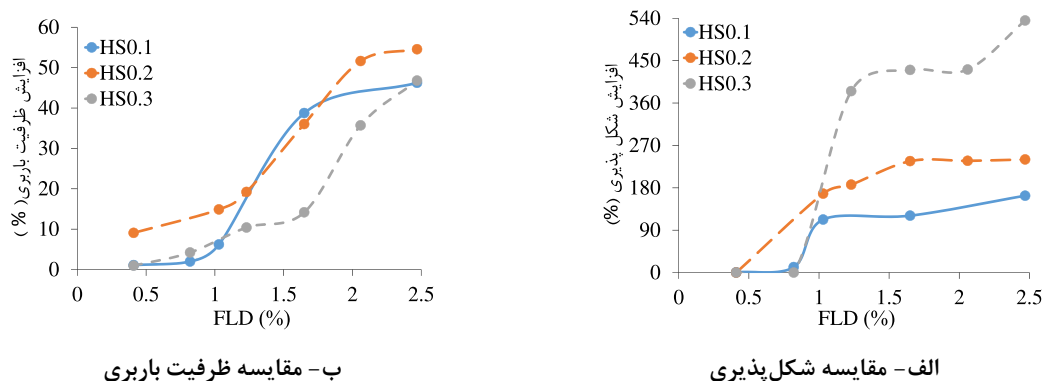 60
50
40
30
20
10
0
افزایش ظرفیت باربری( % )
HS0.1
HS0.2
HS0.3
0 0.5 1 1.5 2 2.5
FLD (%)
ب- مقایسه ظرفیت باربری
540
450
360
270
180
90
0
افزایش شکل پذیری (%)
HS0.1
HS0.2
HS0.3
0 0.5 1 1.5 2 2.5
FLD (%)
الف- مقایسه شکل‌پذیری